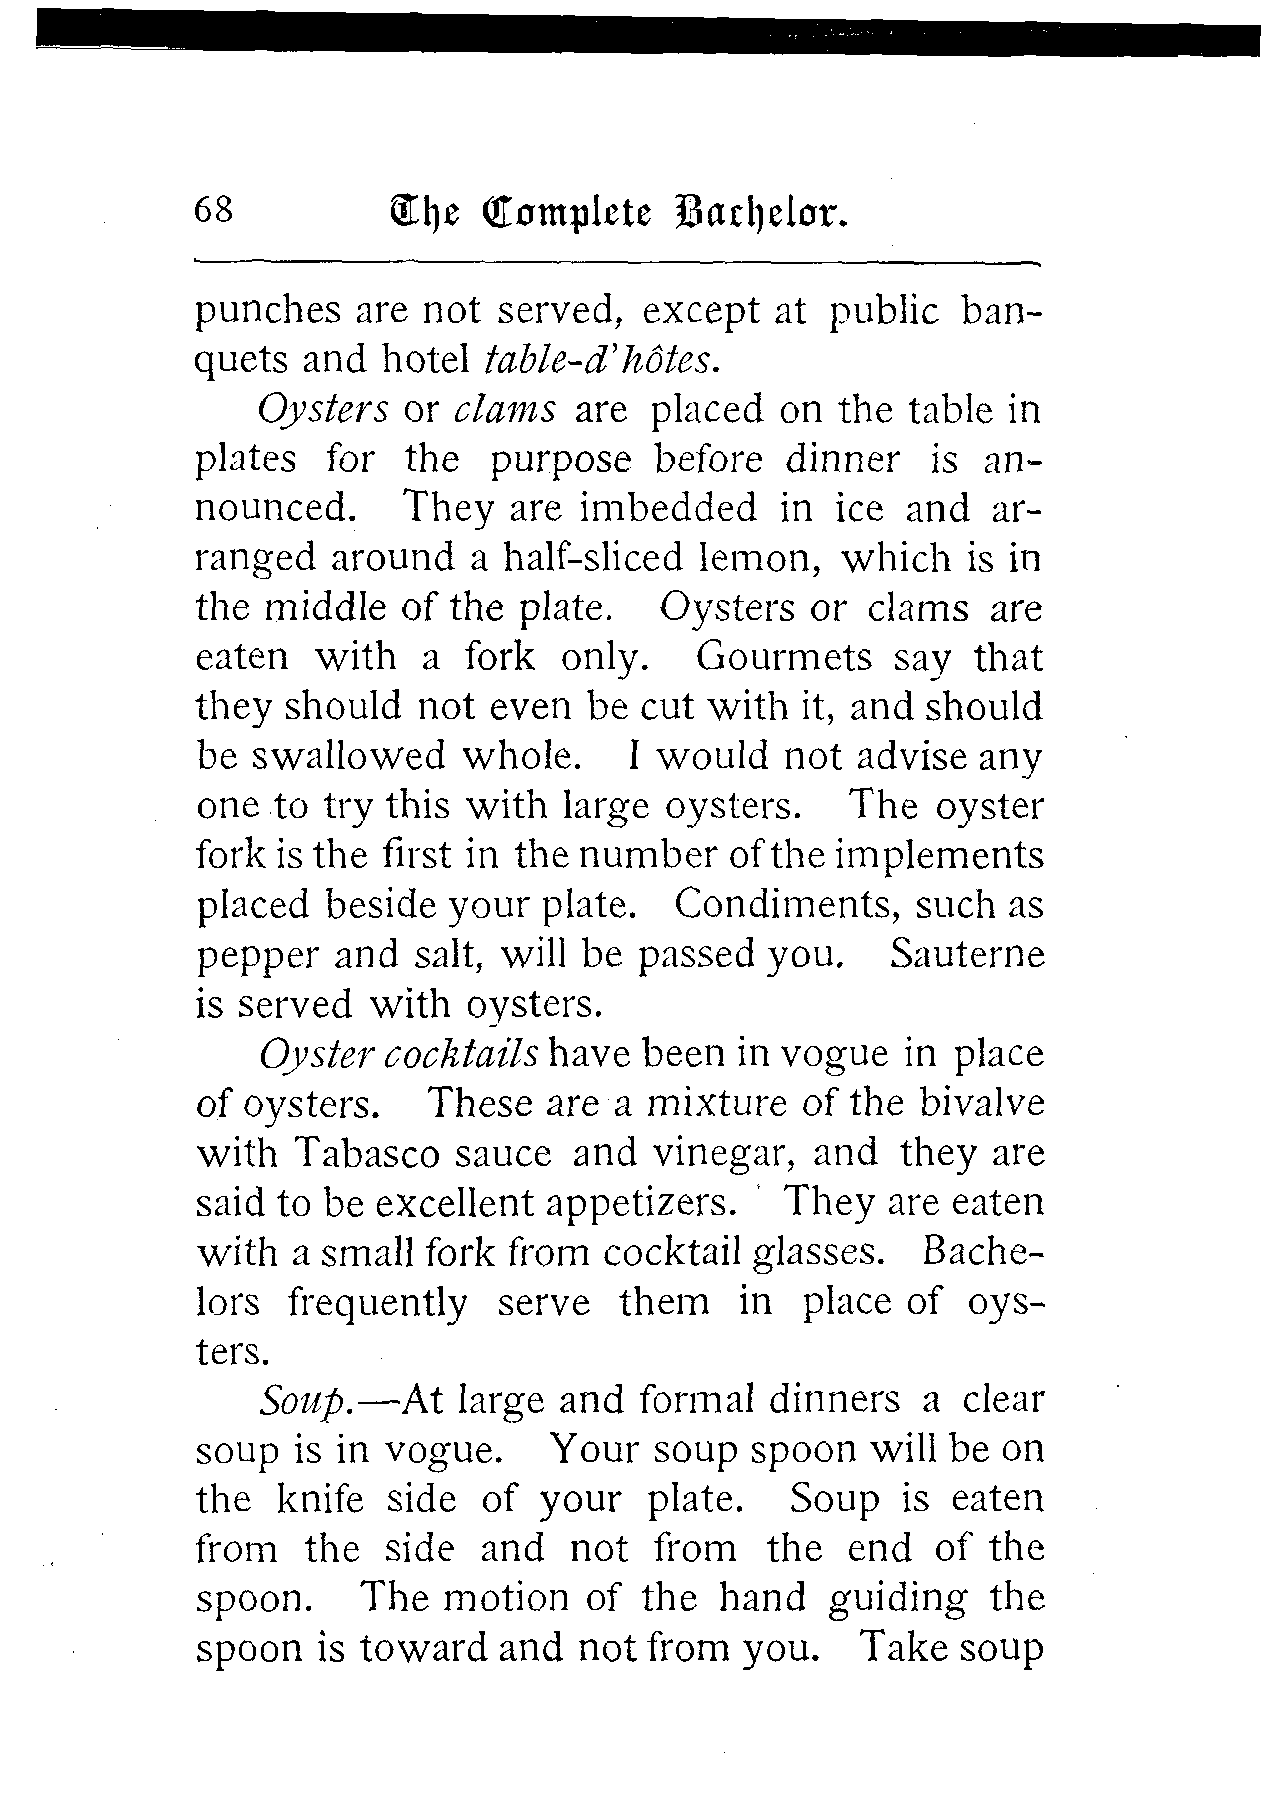 68 The Complete Bachelor.
punches are not served, except at public ban-
quets and hotel table-d'hôtes.
Oysters or clams are placed on the table in
plates for the purpose before dinner is an-
nounced. They are imbedded in ice and ar-
ranged around a half-sliced lemon, which is in
the middle of the plate. Oysters or clams are
eaten with a fork only. Gourmets say that
they should not even be cut with it, and should
be swallowed whole. I would not advise any
one to try this with large oysters. The oyster
fork is the first in the number of the implements
placed beside your plate. Condiments, such as
pepper and salt, will be passed you. Sauterne
is served with oysters.
Oyster cocktails have been in vogue in place
of oysters. These are a mixture of the bivalve
with Tabasco sauce and vinegar, and they are
said to be excellent appetizers. They are eaten
with a small fork from cocktail glasses. Bache-
lors frequently serve them in place of oys-
ters.
Soup.—At large and formal dinners a clear
soup is in vogue. Your soup spoon will be on
the knife side of your plate. Soup is eaten
from the side and not from the end of the
spoon. The motion of the hand guiding the
spoon is toward and not from you. Take soup